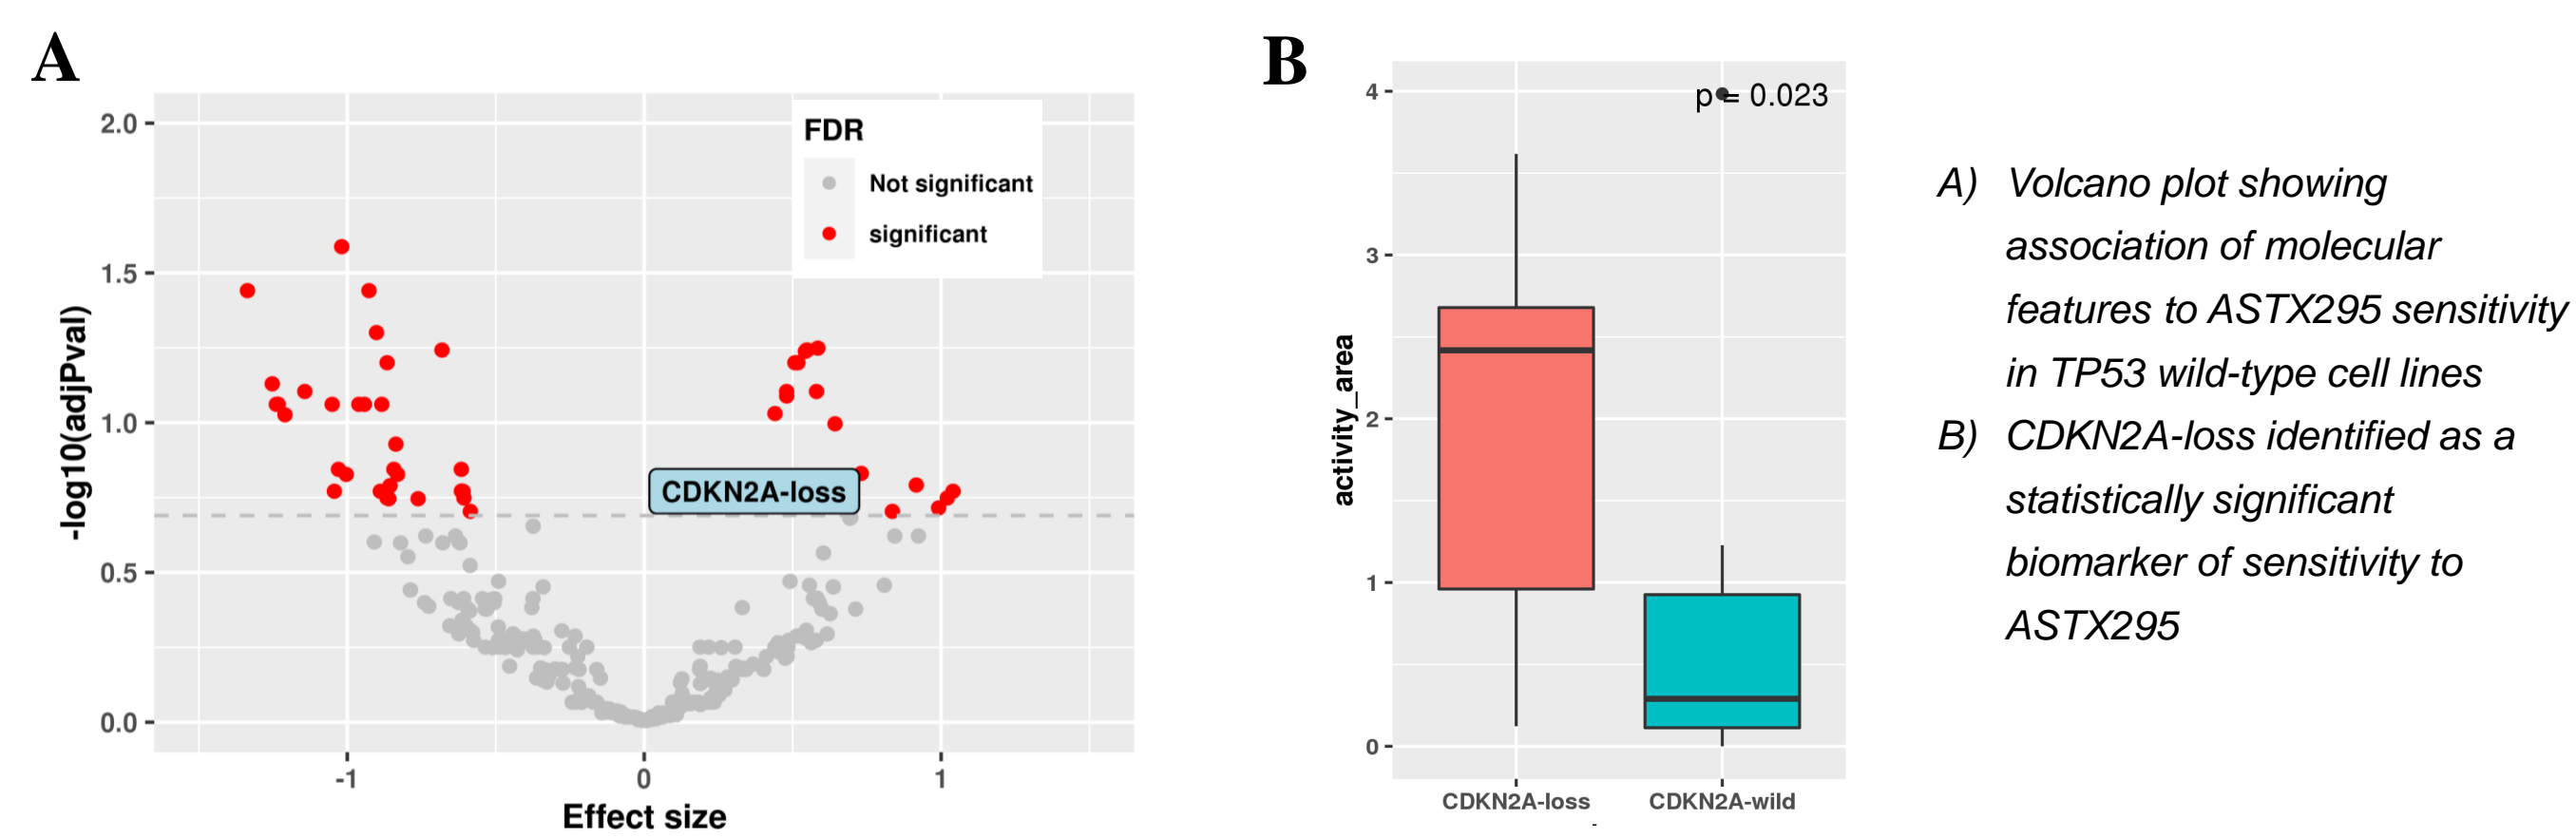 A
-log10(adjPval)
2.0
1.5
1.0
0.5
0.0
FDR
Not significant
significant
CDKN2A-loss
-1
0
1
Effect size
B
activity_area
4
3
2
1
0
p = 0.023
CDKN2A-loss
CDKN2A-wild
A) Volcano plot showing
association of molecular
features to ASTX295 sensitivity
in TP53 wild-type cell lines
B) CDKN2A-loss identified as a
statistically significant
biomarker of sensitivity to
ASTX295